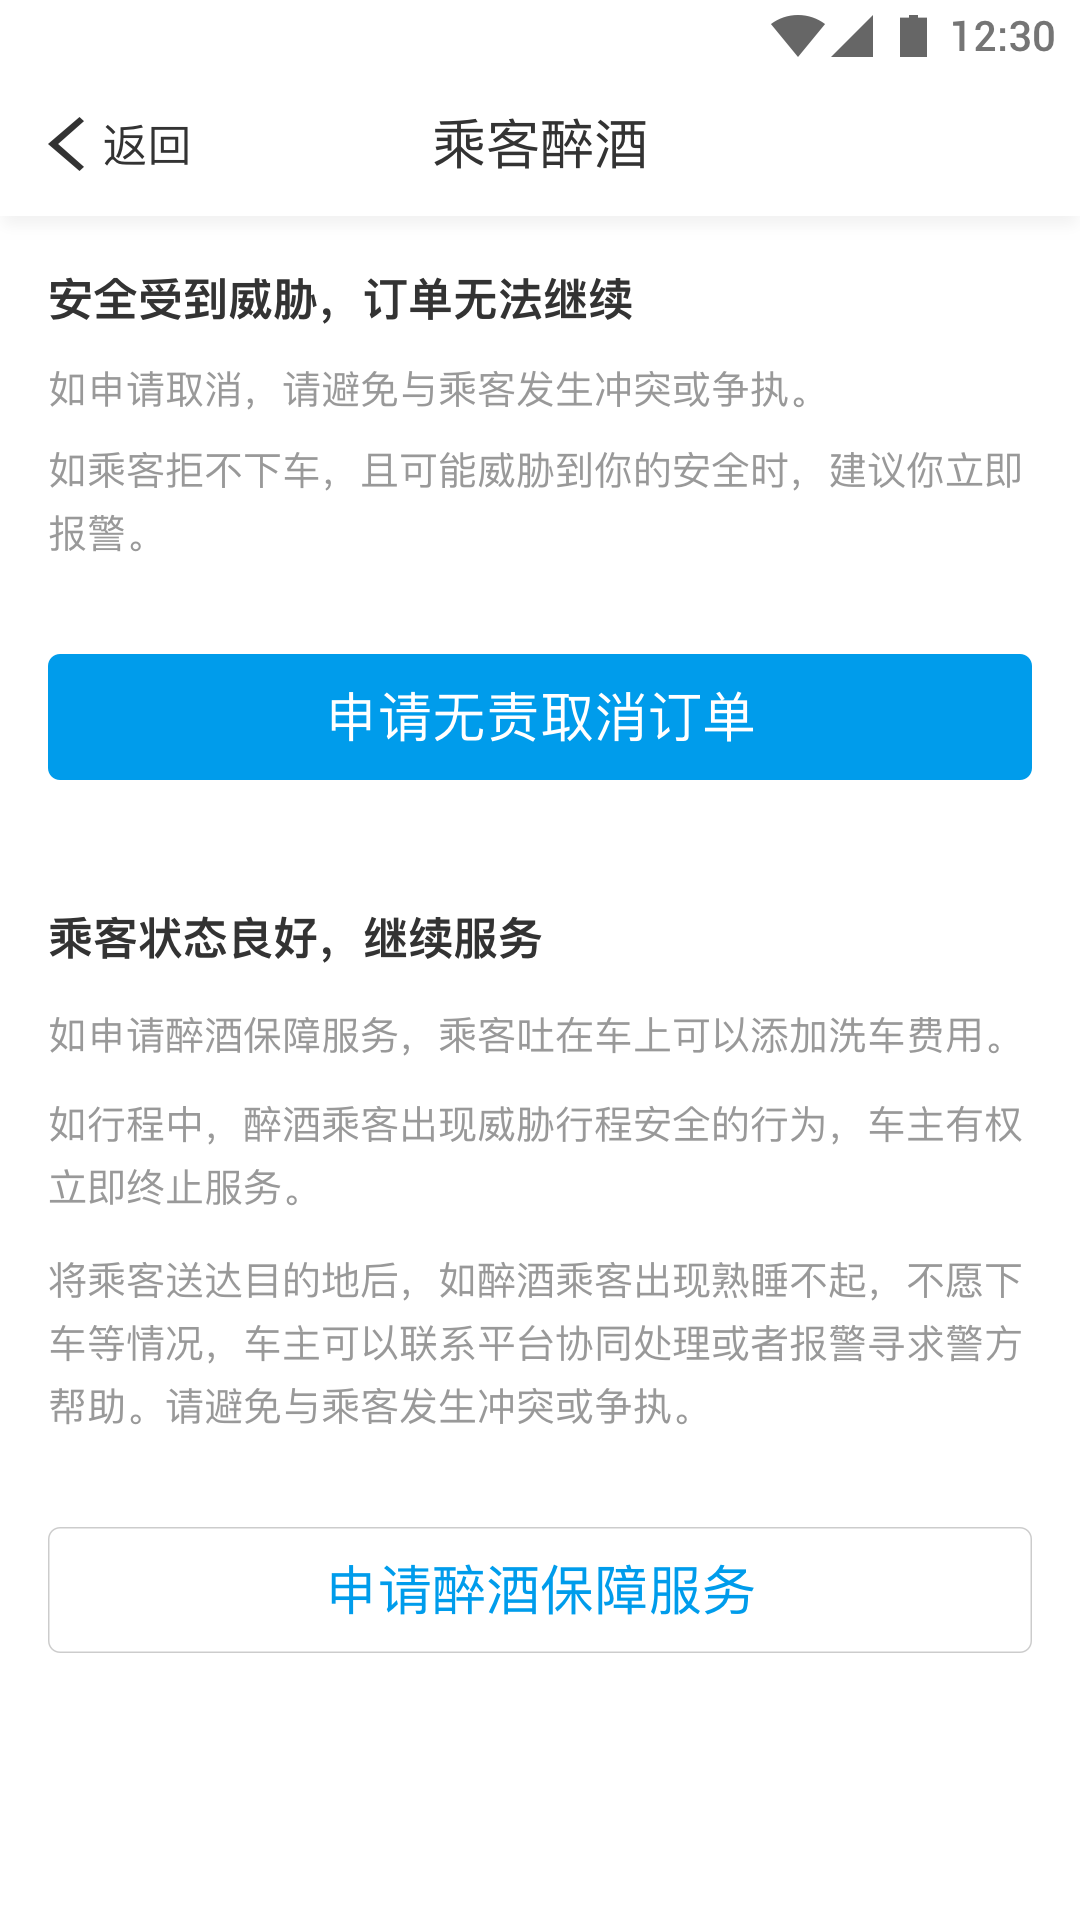 12:30
返回
乘客醉酒
安全受到威胁，订单无法继续
如申请取消，请避免与乘客发生冲突或争执。
如乘客拒不下车，且可能威胁到你的安全时，建议你立即
报警。
申请无责取消订单
乘客状态良好，继续服务
如申请醉酒保障服务，乘客吐在车上可以添加洗车费用。
如行程中，醉酒乘客出现威胁行程安全的行为，车主有权
立即终止服务。
将乘客送达目的地后，如醉酒乘客出现熟睡不起，不愿下
车等情况，车主可以联系平台协同处理或者报警寻求警方
帮助。请避免与乘客发生冲突或争执。
申请醉酒保障服务